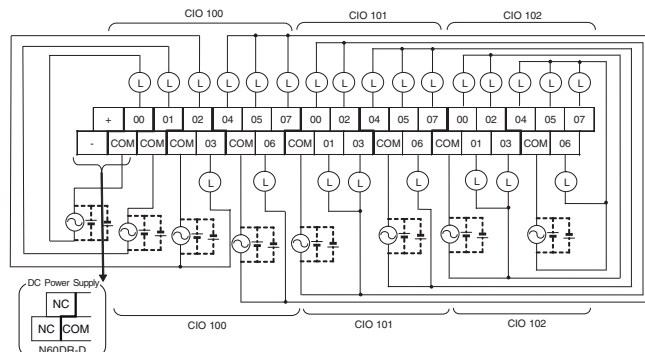 CIO 100 CIO 101 CIO 102
L L L L L L L L L L L L L L L L
+ 00 01 02 04 05 07 00 02 04 05 07 00 02 04 05 07
- COM COM COM 03 COM 06 COM 01 03 COM 06 COM 01 03 COM 06
L L L L L L L L
DC Power Supply
NC
NC COM
N60DR-D
CIO 100 CIO 101 CIO 102